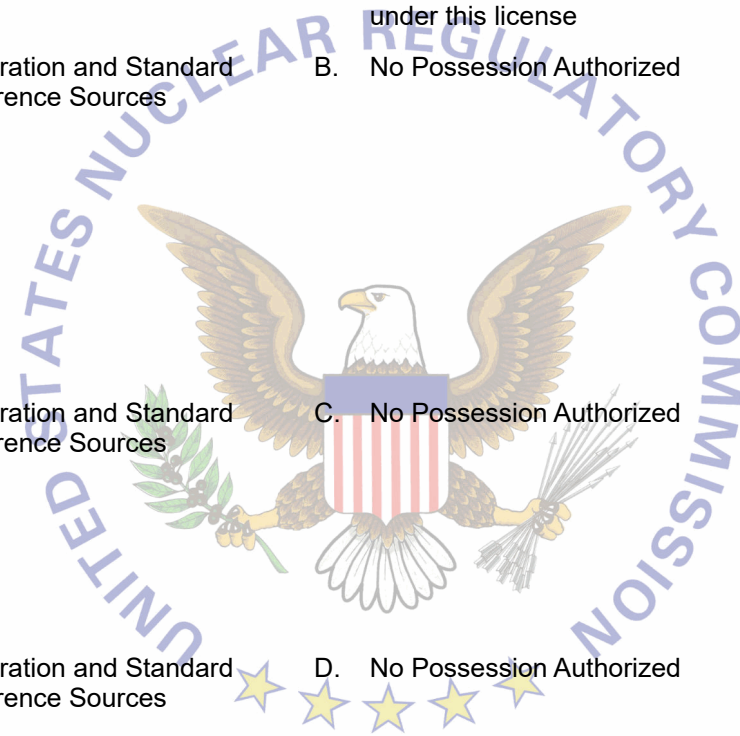 under this license
ration and Standard B. No Possession Authorized
rence Sources
ration and Standard C. No Possession Authorized
rence Sources
ration and Standard D. No Possession Authorized
rence Sources
UNITED STATES NUCLEAR REGULATORY COMMISSION